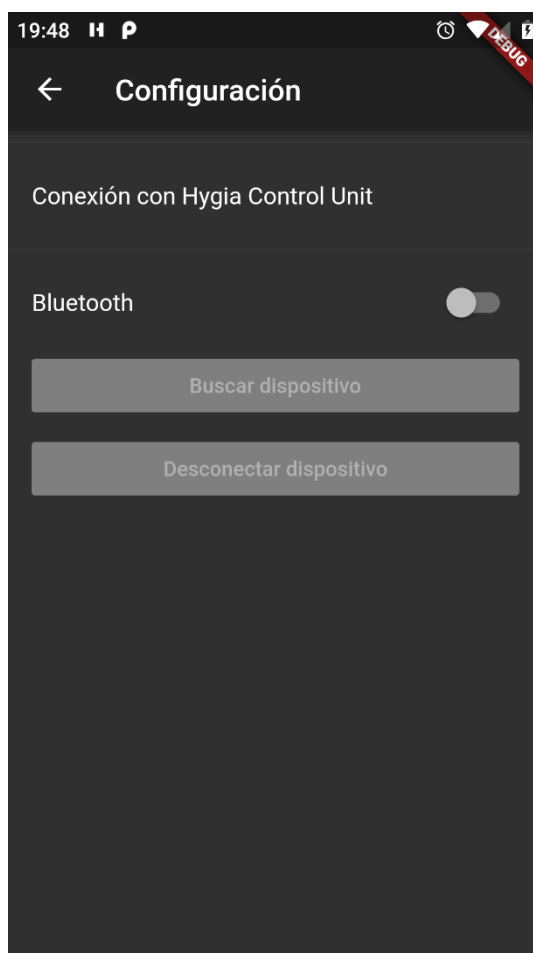 19:48
DEBUG
Configuración
Conexión con Hygia Control Unit
Bluetooth
Buscar dispositivo
Desconectar dispositivo